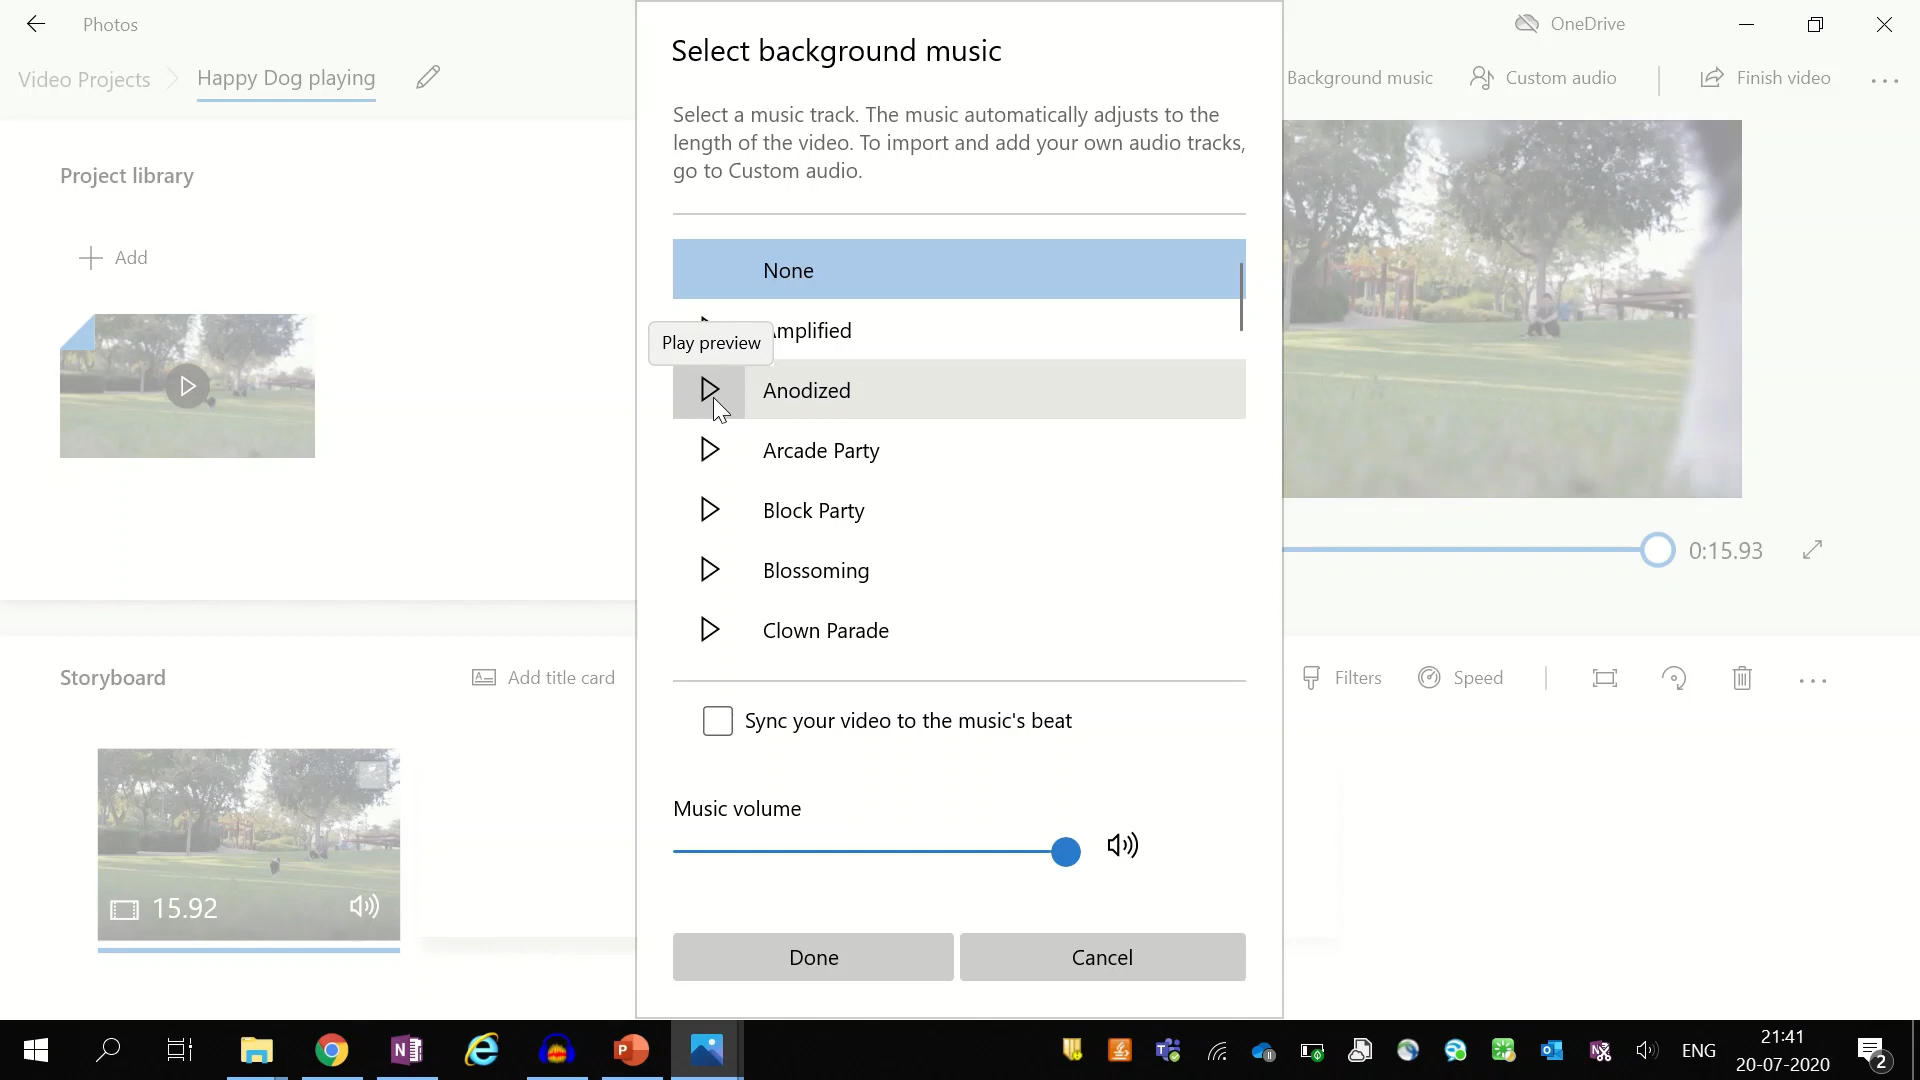 Photos
OneDrive
Video Projects
Happy Dog playing
Background music
Custom audio
Finish video
Select background music
Select a music track. The music automatically adjusts to the
length of the video. To import and add your own audio tracks,
go to Custom audio.
Project library
Add
None
mplified
Play preview
Anodized
Arcade Party
Block Party
Blossoming
Clown Parade
0:15.93
Storyboard
Add title card
Filters
Speed
Sync your video to the music's beat
Music volume
15.92
Done
Cancel
ENG
21:41
20-07-2020
2